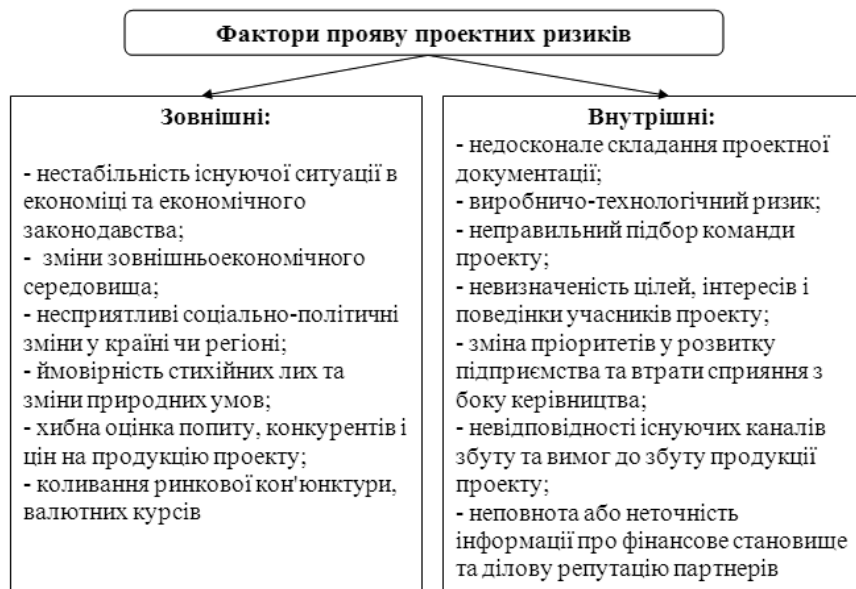 Фактори прояву проектних ризиків
Зовнішні:
- нестабільність існуючої ситуації в
економіці та економічного
законодавства;
- зміни зовнішньоекономічного
середовища;
- несприятливі соціально-політичні
зміни у країні чи регіоні;
- ймовірність стихійних лих та
зміни природних умов;
- хибна оцінка попиту, конкурентів і
цін на продукцію проекту;
- коливання ринкової кон'юнктури,
валютних курсів
Внутрішні:
- недосконале складання проектної
документації;
- виробничо-технологічний ризик;
- неправильний підбор команди
проекту;
- невизначеність цілей, інтересів і
поведінки учасників проекту;
- зміна пріоритетів у розвитку
підприємства та втрати сприяння з
боку керівництва;
- невідповідності існуючих каналів
збуту та вимог до збуту продукції
проекту;
- неповнота або неточність
інформації про фінансове становище
та ділову репутацію партнерів